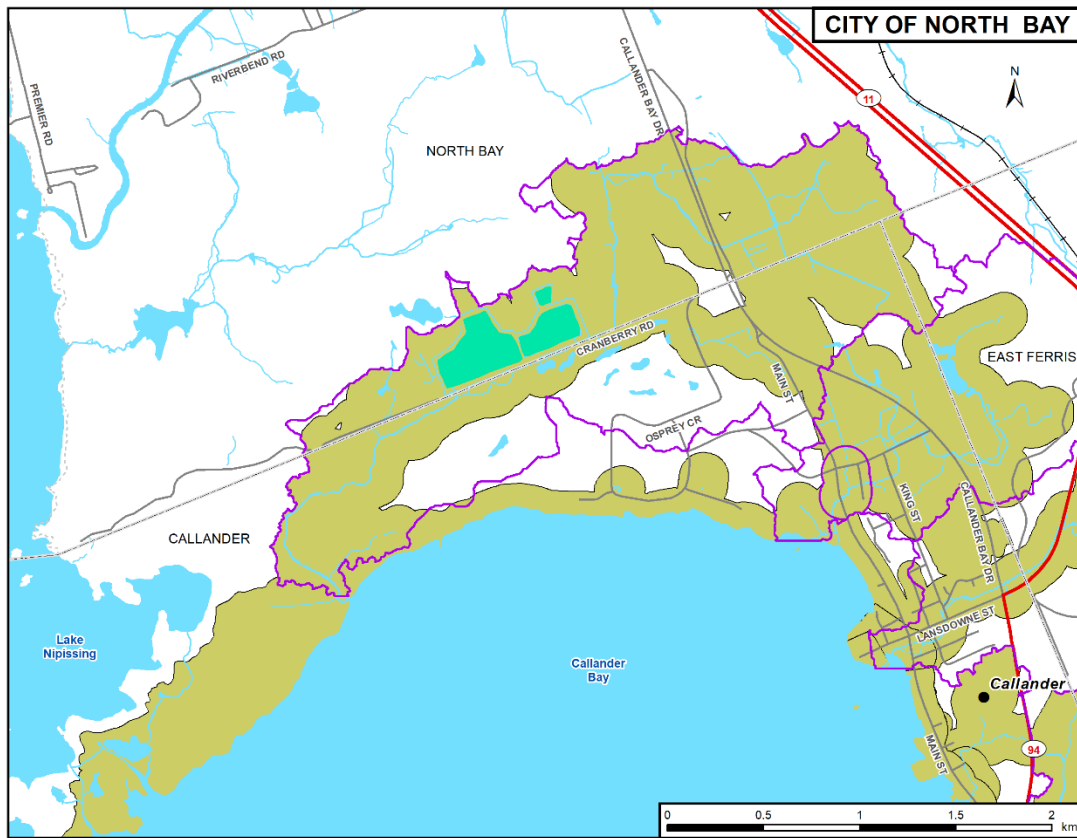 CITY OF NORTH BAY
N
11
CALLANDER BAY DR
RIVERBEND RD
PREMIER RD
NORTH BAY
CRANBERRY RD
EAST FERRIS
MAIN ST
OSPREY CR
KING ST
CALLANDER BAY DR
CALLANDER
LANSDOWNE ST
Lake
Nipissing
Callander
Bay
Callander
MAIN ST
94
0 0.5 1 1.5 2
km